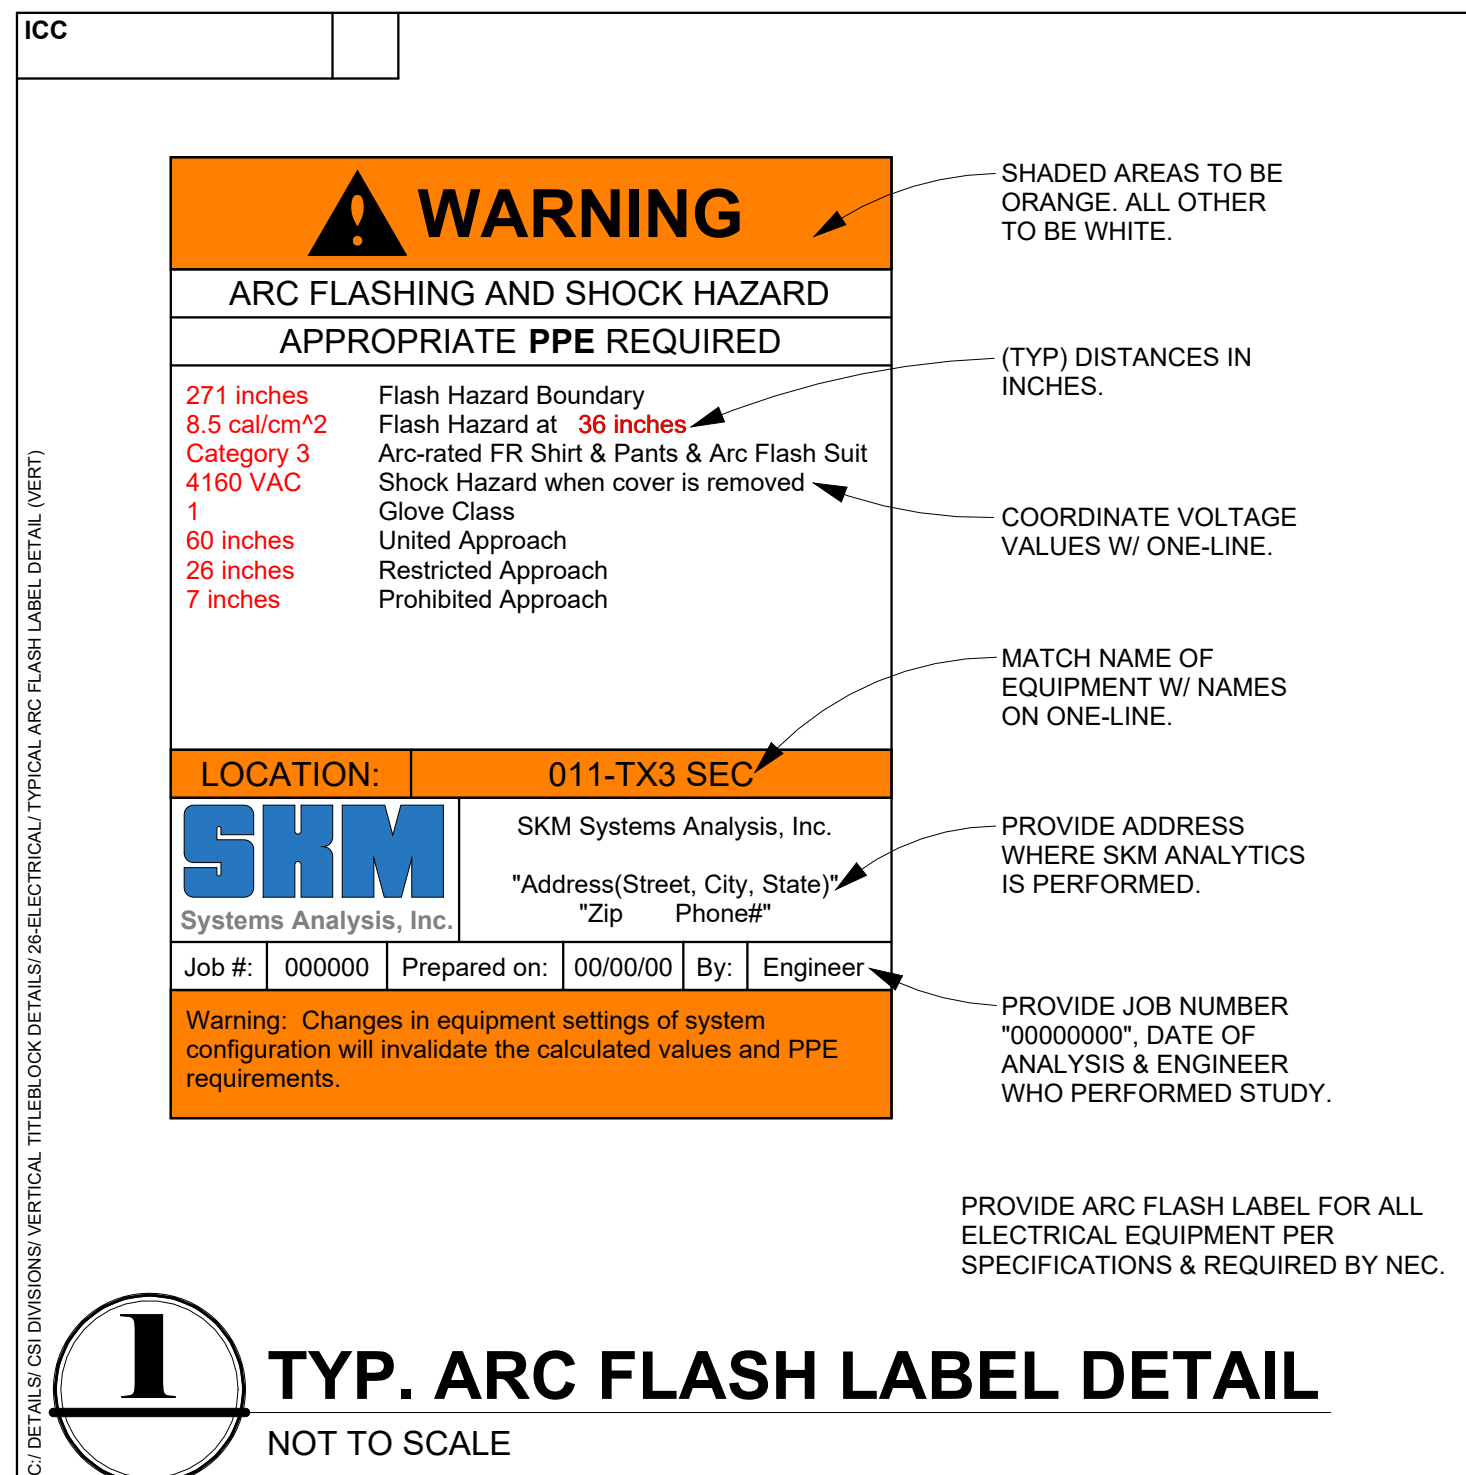 ICC
WARNING
ARC FLASHING AND SHOCK HAZARD
APPROPRIATE PPE REQUIRED
271 inches Flash Hazard Boundary
8.5 cal/cm^2 Flash Hazard at 36 inches
Category 3 Arc-rated FR Shirt & Pants & Arc Flash Suit
4160 VAC Shock Hazard when cover is removed
1 Glove Class
60 inches United Approach
26 inches Restricted Approach
7 inches Prohibited Approach
LOCATION: 011-TX3 SEC
SKM
Systems Analysis, Inc.
SKM Systems Analysis, Inc.
"Address(Street, City, State)"
"Zip Phone#"
Job #: 000000 Prepared on: 00/00/00 By: Engineer
Warning: Changes in equipment settings of system
configuration will invalidate the calculated values and PPE
requirements.
SHADED AREAS TO BE
ORANGE. ALL OTHER
TO BE WHITE.
(TYP) DISTANCES IN
INCHES.
COORDINATE VOLTAGE
VALUES W/ ONE-LINE.
MATCH NAME OF
EQUIPMENT W/ NAMES
ON ONE-LINE.
PROVIDE ADDRESS
WHERE SKM ANALYTICS
IS PERFORMED.
PROVIDE JOB NUMBER
"00000000", DATE OF
ANALYSIS & ENGINEER
WHO PERFORMED STUDY.
PROVIDE ARC FLASH LABEL FOR ALL
ELECTRICAL EQUIPMENT PER
SPECIFICATIONS & REQUIRED BY NEC.
1
TYP. ARC FLASH LABEL DETAIL
NOT TO SCALE
C:/ DETAILS/ CSI DIVISIONS/ VERTICAL TITLEBLOCK DETAILS/ 26-ELECTRICAL/ TYPICAL ARC FLASH LABEL DETAIL (VERT)